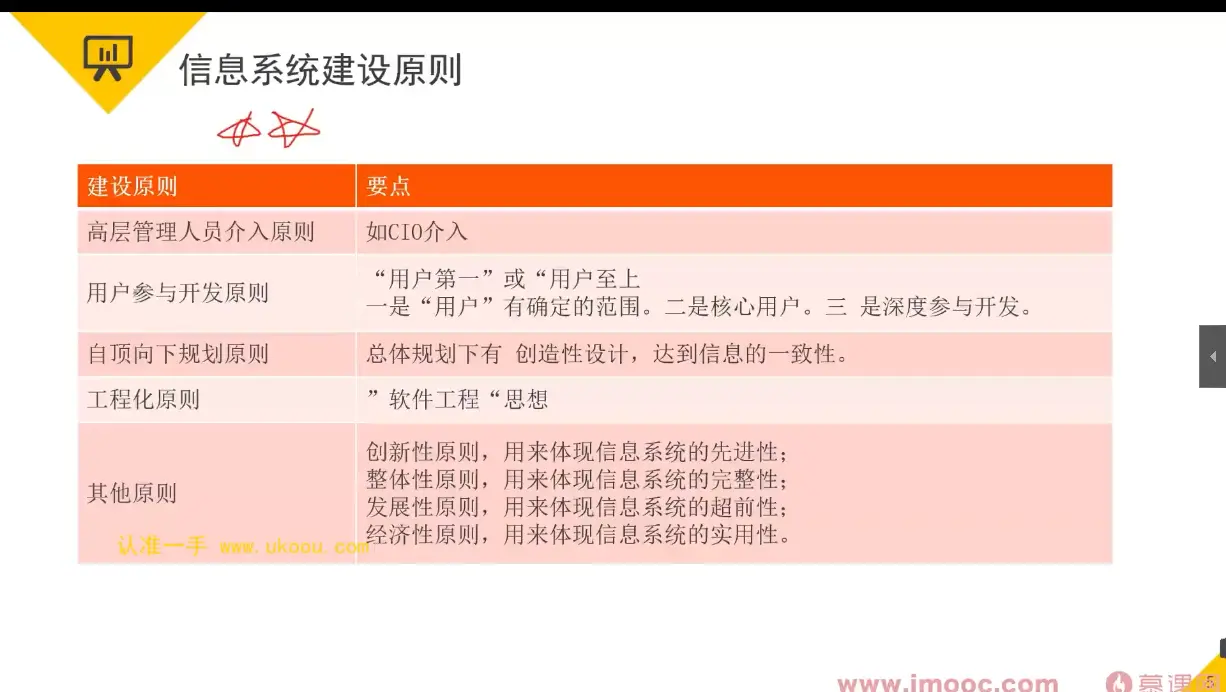 信息系统建设原则
建设原则 要点
高层管理人员介入原则 如CIO介入
用户参与开发原则
“用户第一”或“用户至上
一是“用户”有确定的范围。二是核心用户。三 是深度参与开发。
自顶向下规划原则 总体规划下有 创造性设计，达到信息的一致性。
工程化原则 ”软件工程“思想
其他原则
创新性原则，用来体现信息系统的先进性；
整体性原则，用来体现信息系统的完整性；
发展性原则，用来体现信息系统的超前性；
经济性原则，用来体现信息系统的实用性。
认准一手 www.ukoou.com
www.imooc.com 慕课